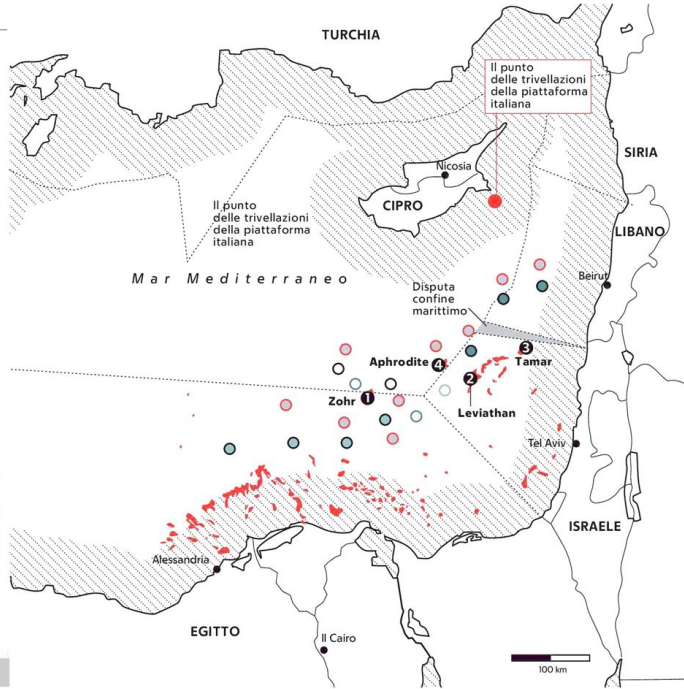 TURCHIA
Il punto
delle trivellazioni
della piattaforma
italiana
SIRIA
Nicosia
CIPRO
Il punto
delle trivellazioni
della piattaforma
italiana
LIBANO
Mar Mediterraneo
Beirut
Disputa
confine
marittimo
3
Aphrodite 4
Tamar
2
Zohr 1
Leviathan
Tel Aviv
ISRAELE
Alessandria
EGITTO
Il Cairo
100 km